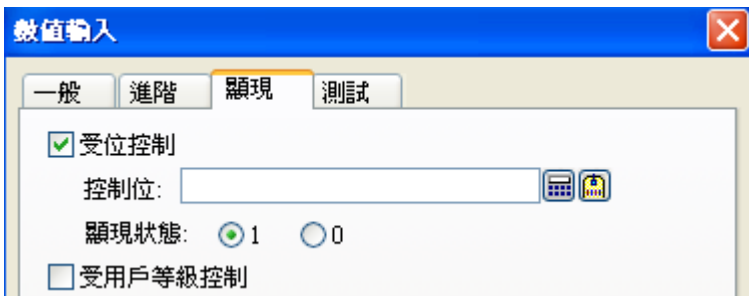 數值輸入
一般 進階 顯現 測試
受位控制
控制位:
顯現狀態: 1 0
受用戶等級控制